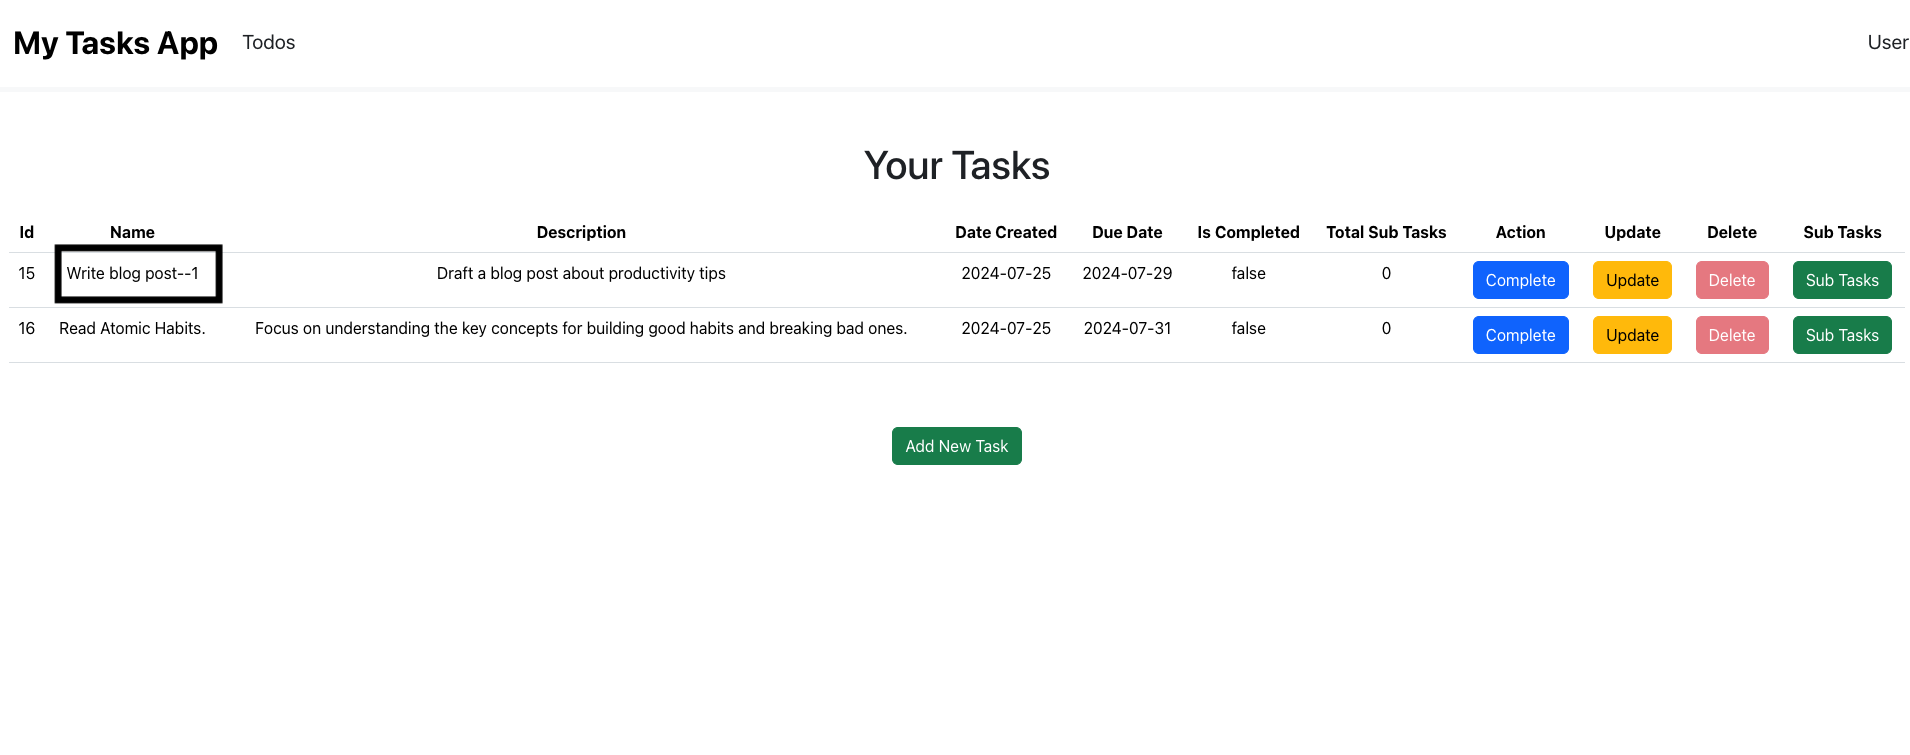 My Tasks App Todos User
Your Tasks
Id Name Description Date Created Due Date Is Completed Total Sub Tasks Action Update Delete Sub Tasks
15 Write blog post--1 Draft a blog post about productivity tips 2024-07-25 2024-07-29 false 0 Complete Update Delete Sub Tasks
16 Read Atomic Habits. Focus on understanding the key concepts for building good habits and breaking bad ones. 2024-07-25 2024-07-31 false 0 Complete Update Delete Sub Tasks
Add New Task